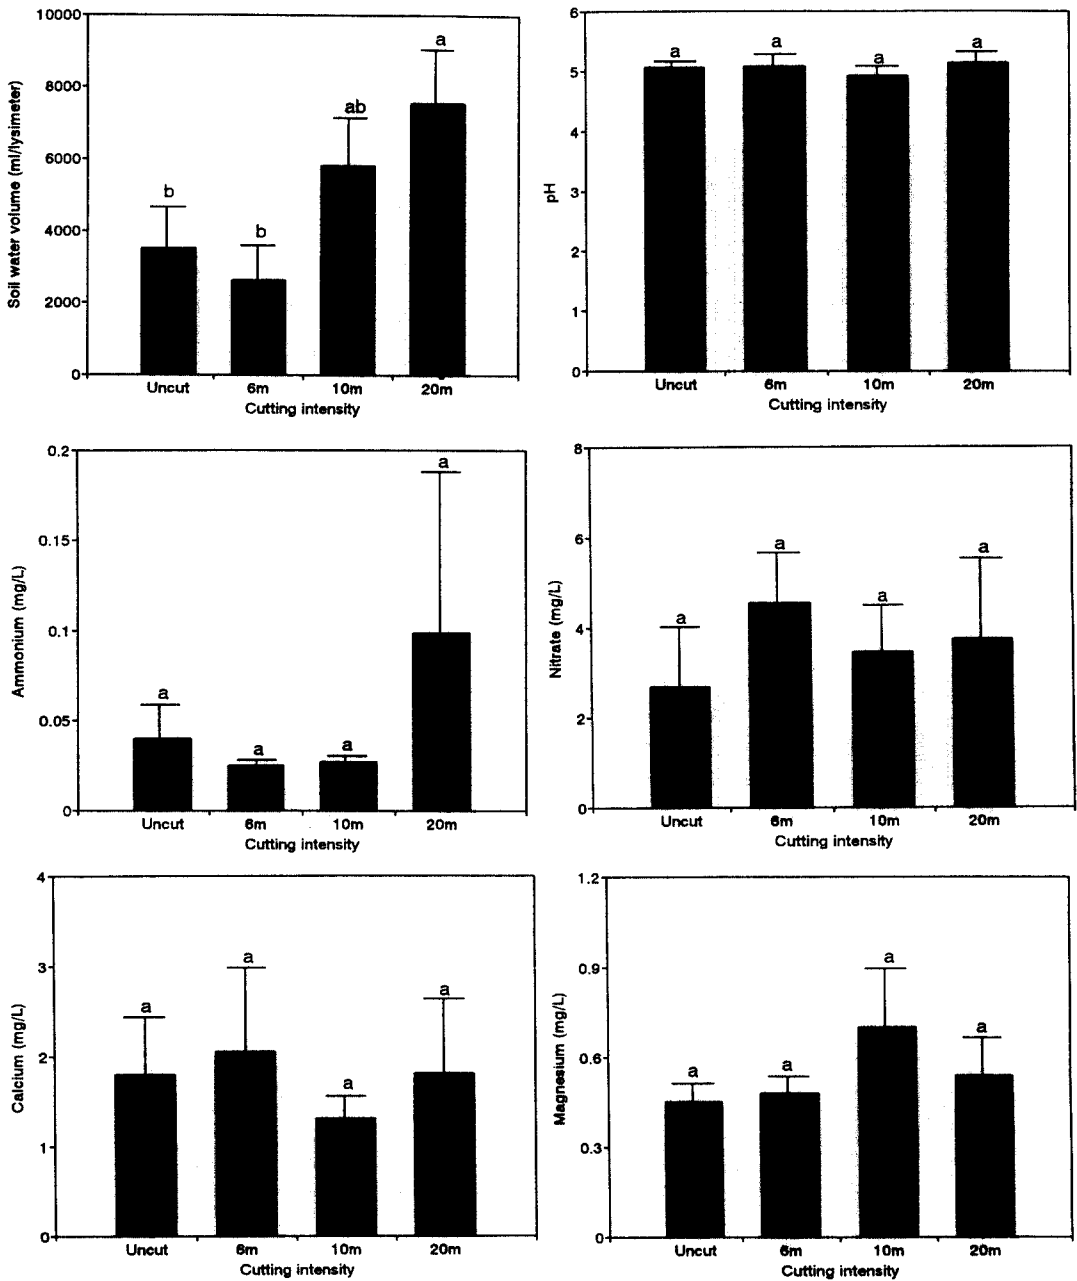 10000
8000
6000
4000
2000
0
Soil water volume (ml/lysimeter)
b
b
ab
a
Uncut 6m 10m 20m
Cutting intensity
6
5
4
3
2
1
0
pH
a
a
a
a
Uncut 6m 10m 20m
Cutting intensity
0.2
0.15
0.1
0.05
0
Ammonium (mg/L)
a
a
a
a
Uncut 6m 10m 20m
Cutting intensity
8
6
4
2
0
Nitrate (mg/L)
a
a
a
a
Uncut 6m 10m 20m
Cutting intensity
4
3
2
1
0
Calcium (mg/L)
a
a
a
a
Uncut 6m 10m 20m
Cutting intensity
1.2
0.9
0.6
0.3
0
Magnesium (mg/L)
a
a
a
a
Uncut 6m 10m 20m
Cutting intensity